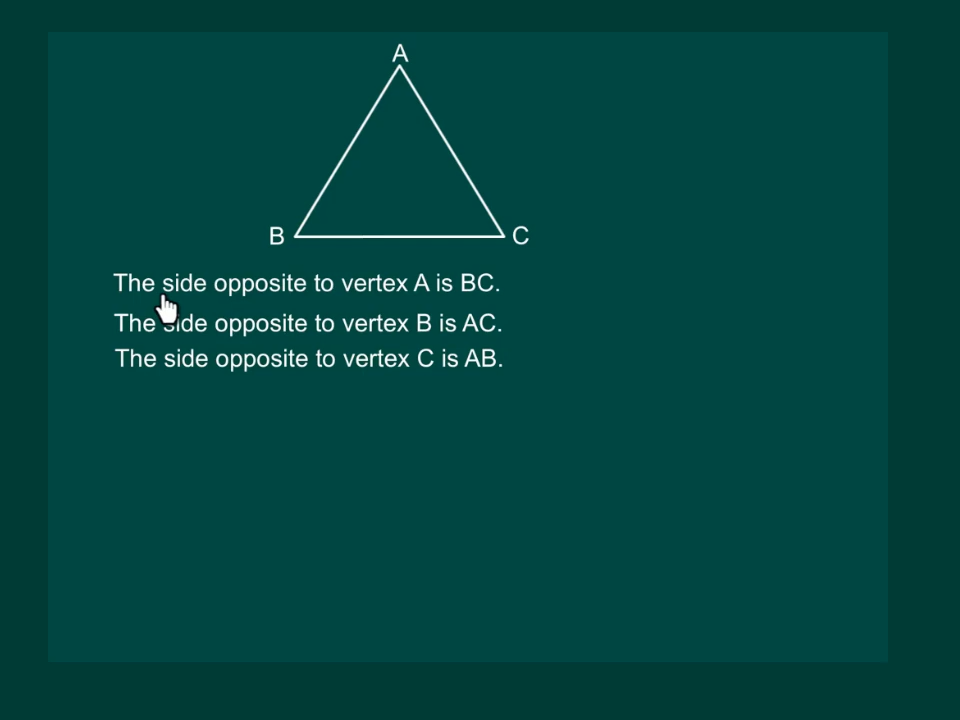 A
B
C
The side opposite to vertex A is BC.
The side opposite to vertex B is AC.
The side opposite to vertex C is AB.